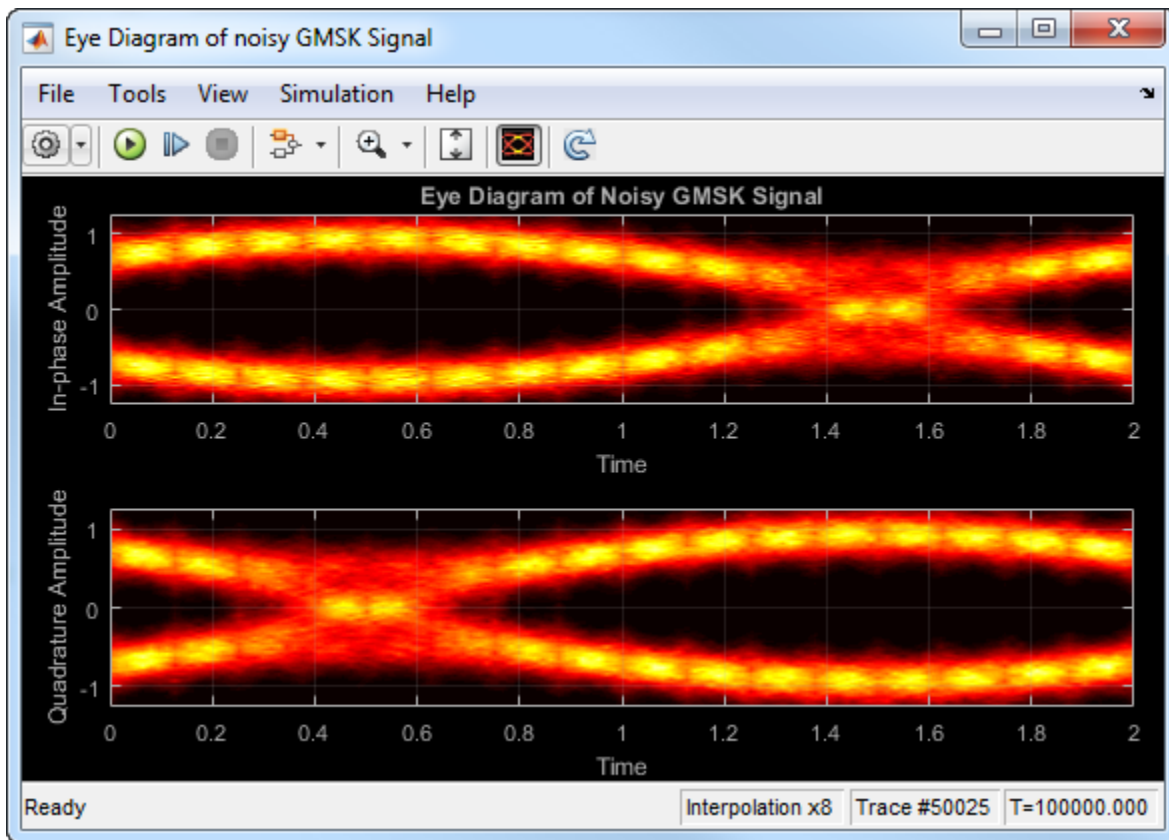 Eye Diagram of noisy GMSK Signal
File Tools View Simulation Help
Eye Diagram of Noisy GMSK Signal
In-phase Amplitude
1
0
-1
0 0.2 0.4 0.6 0.8 1 1.2 1.4 1.6 1.8 2
Time
Quadrature Amplitude
1
0
-1
0 0.2 0.4 0.6 0.8 1 1.2 1.4 1.6 1.8 2
Time
Ready Interpolation x8 Trace #50025 T=100000.000